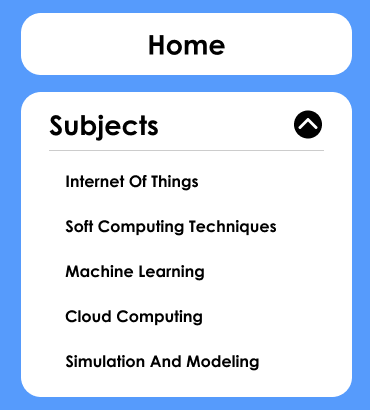 Home
Subjects
Internet Of Things
Soft Computing Techniques
Machine Learning
Cloud Computing
Simulation And Modeling